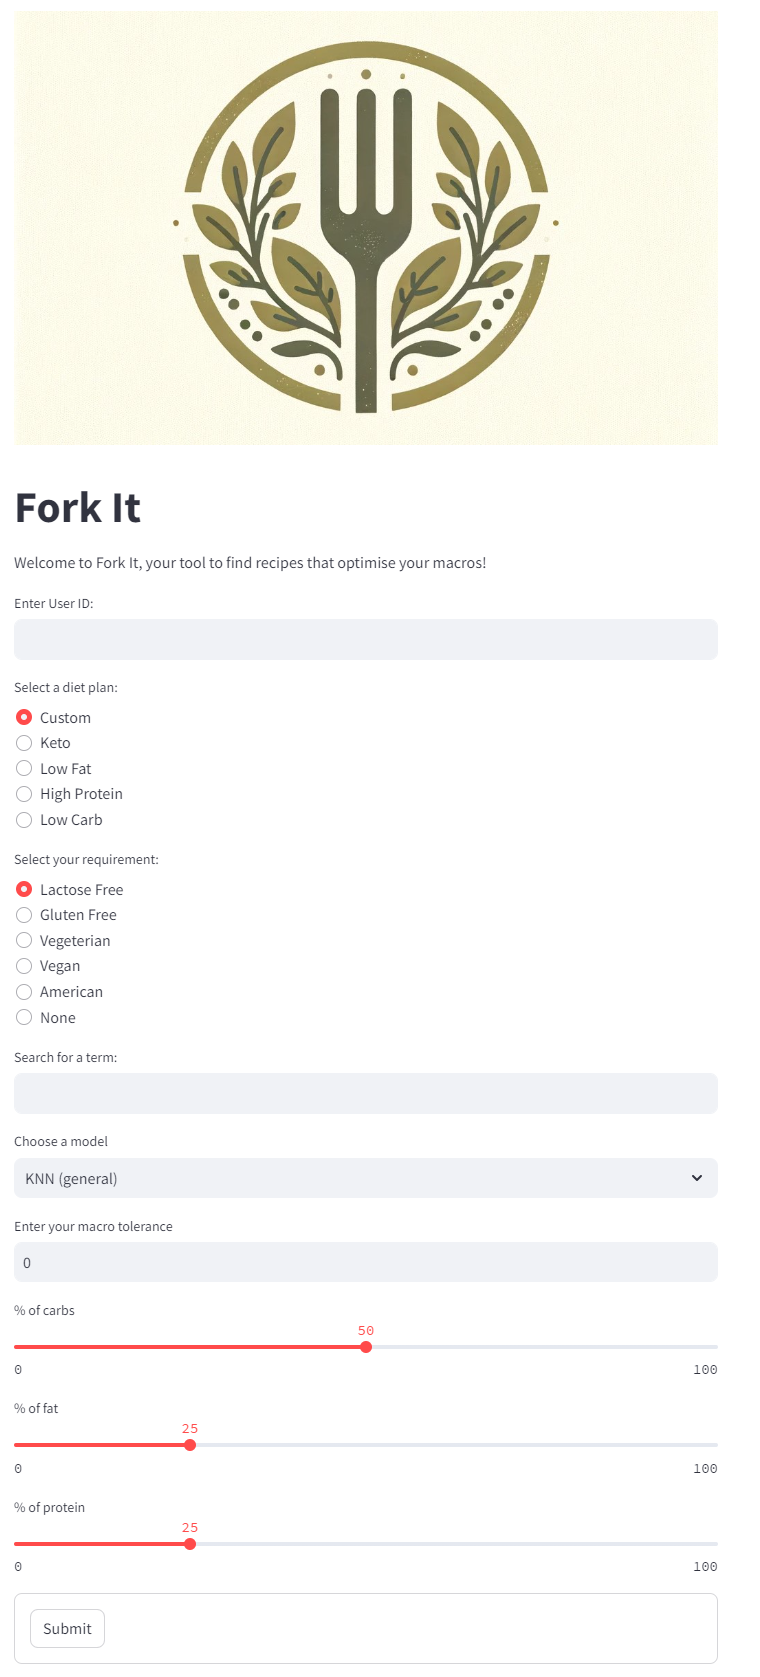 Fork It
Welcome to Fork It, your tool to find recipes that optimise your macros!
Enter User ID:
Select a diet plan:
Custom
Keto
Low Fat
High Protein
Low Carb
Select your requirement:
Lactose Free
Gluten Free
Vegeterian
Vegan
American
None
Search for a term:
Choose a model
KNN (general)
Enter your macro tolerance
0
% of carbs
50
0 100
% of fat
25
0 100
% of protein
25
0 100
Submit